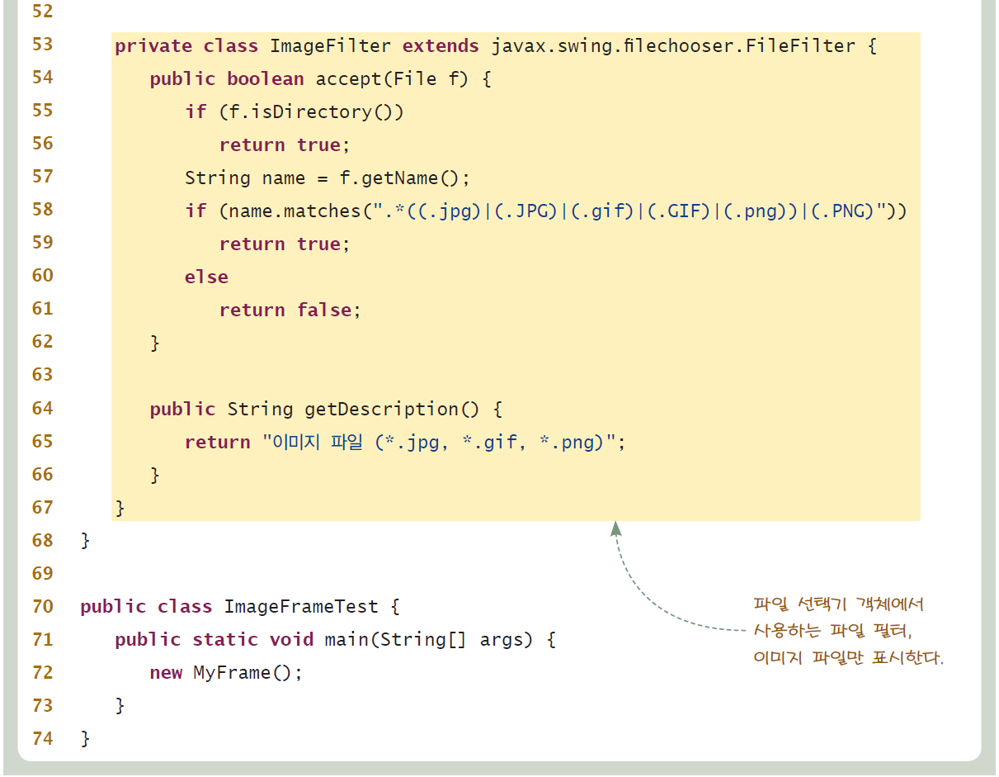 52
53 private class ImageFilter extends javax.swing.filechooser.FileFilter {
54 public boolean accept(File f) {
55 if (f.isDirectory())
56 return true;
57 String name = f.getName();
58 if (name.matches(".*((.jpg)|(.JPG)|(.gif)|(.GIF)|(.png))|(.PNG)"))
59 return true;
60 else
61 return false;
62 }
63
64 public String getDescription() {
65 return "이미지 파일 (*.jpg, *.gif, *.png)";
66 }
67 }
68 }
69
70 public class ImageFrameTest {
71 public static void main(String[] args) {
72 new MyFrame();
73 }
74 }
파일 선택기 객체에서
사용하는 파일 필터,
이미지 파일만 표시한다.